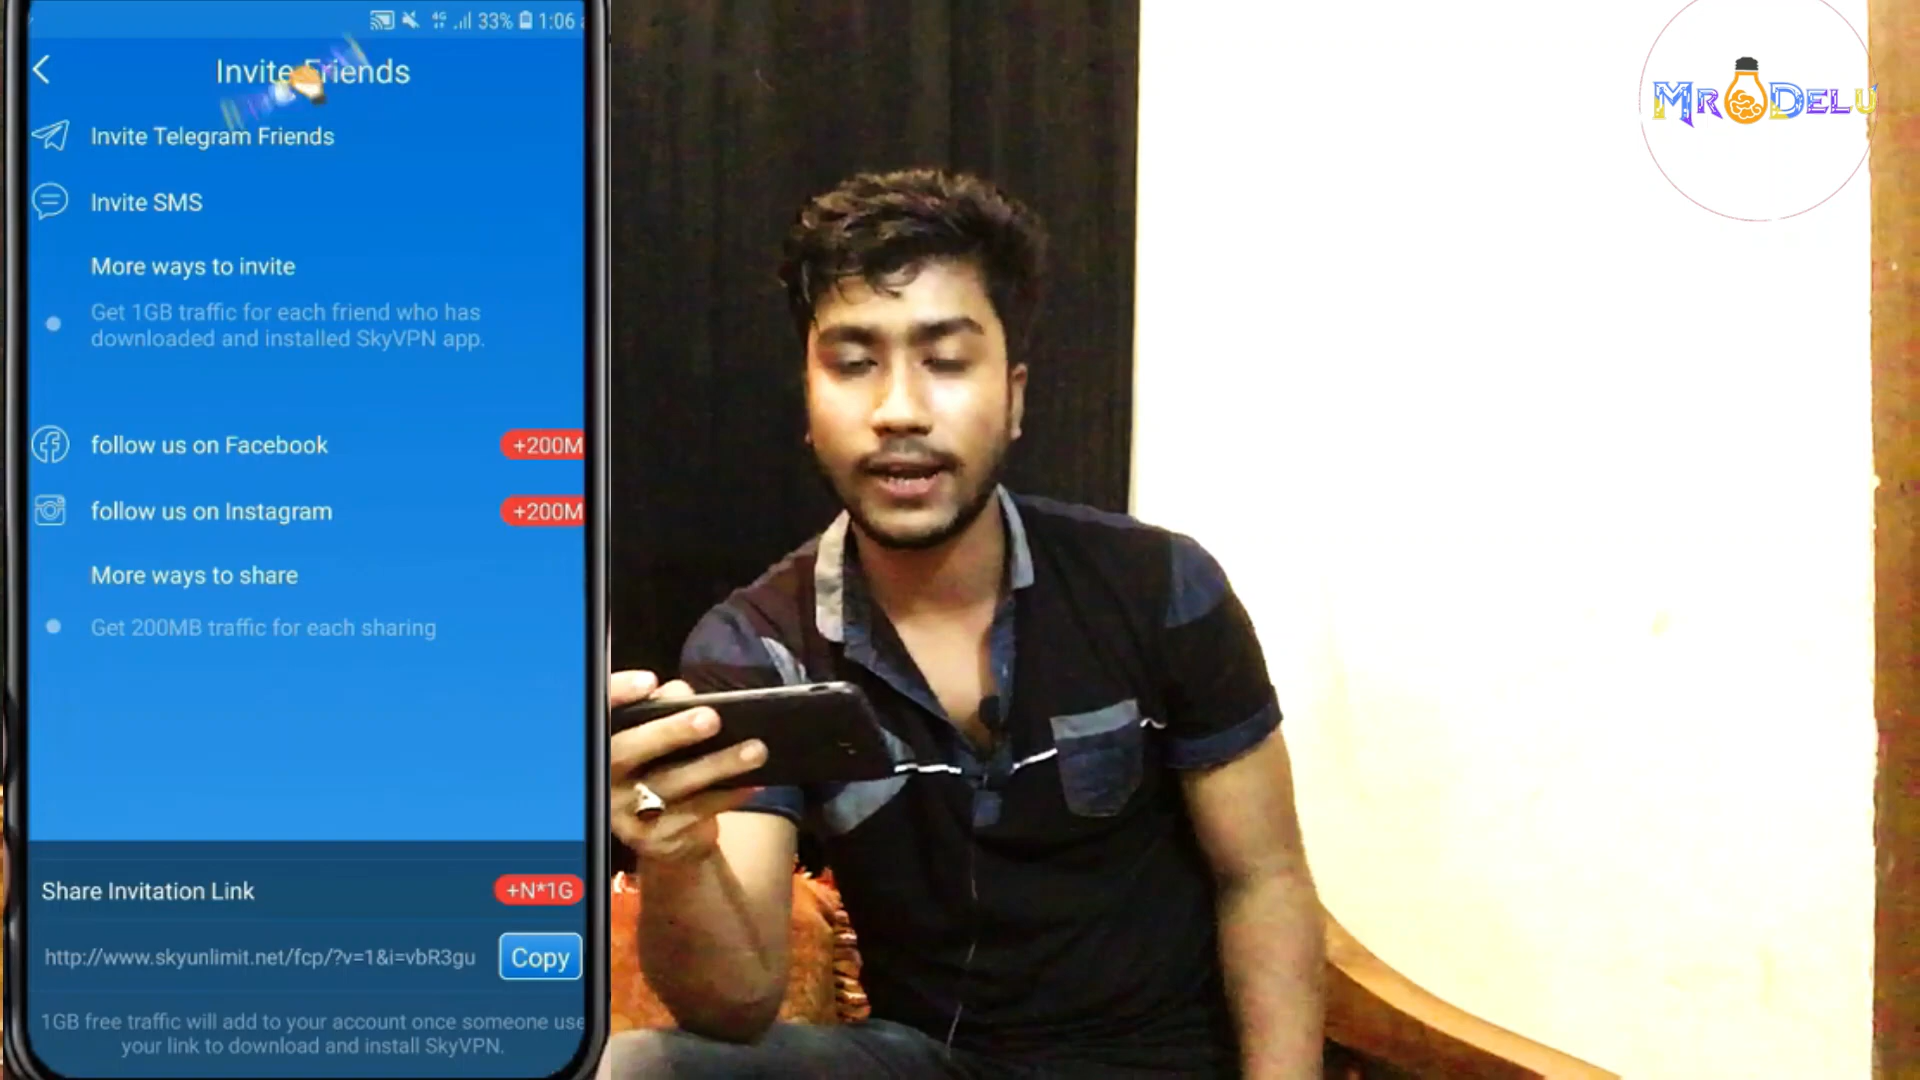 33% 1:06
Invite Friends
Invite Telegram Friends
Invite SMS
More ways to invite
Get 1GB traffic for each friend who has
downloaded and installed SkyVPN app.
follow us on Facebook
+200M
follow us on Instagram
+200M
More ways to share
Get 200MB traffic for each sharing
Share Invitation Link
+N*1G
http://www.skyunlimit.net/fcp/?v=1&i=vbR3gu
Copy
1GB free traffic will add to your account once someone use
your link to download and install SkyVPN.
MR DELU